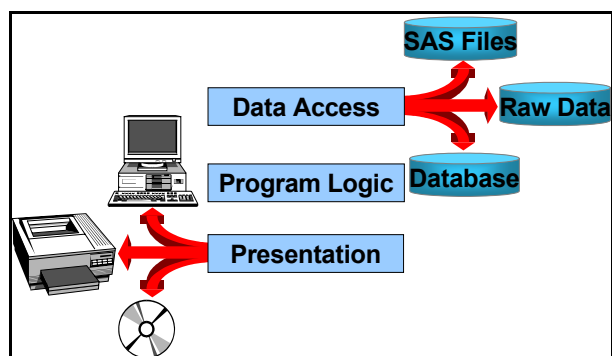 SAS Files
Data Access
Raw Data
Program Logic
Database
Presentation